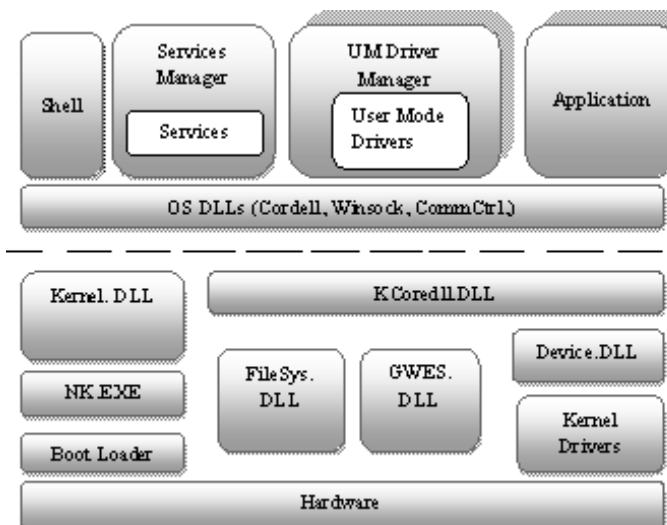 Shell
Services
Manager
Services
UM Driver
Manager
User Mode
Drivers
Application
OS DLLs (Cordell, Winsock, CommCtrl,)
Kernel. DLL
NK.EXE
Boot Loader
KCoredll.DLL
FileSys.
DLL
GWES.
DLL
Device.DLL
Kernel
Drivers
Hardware